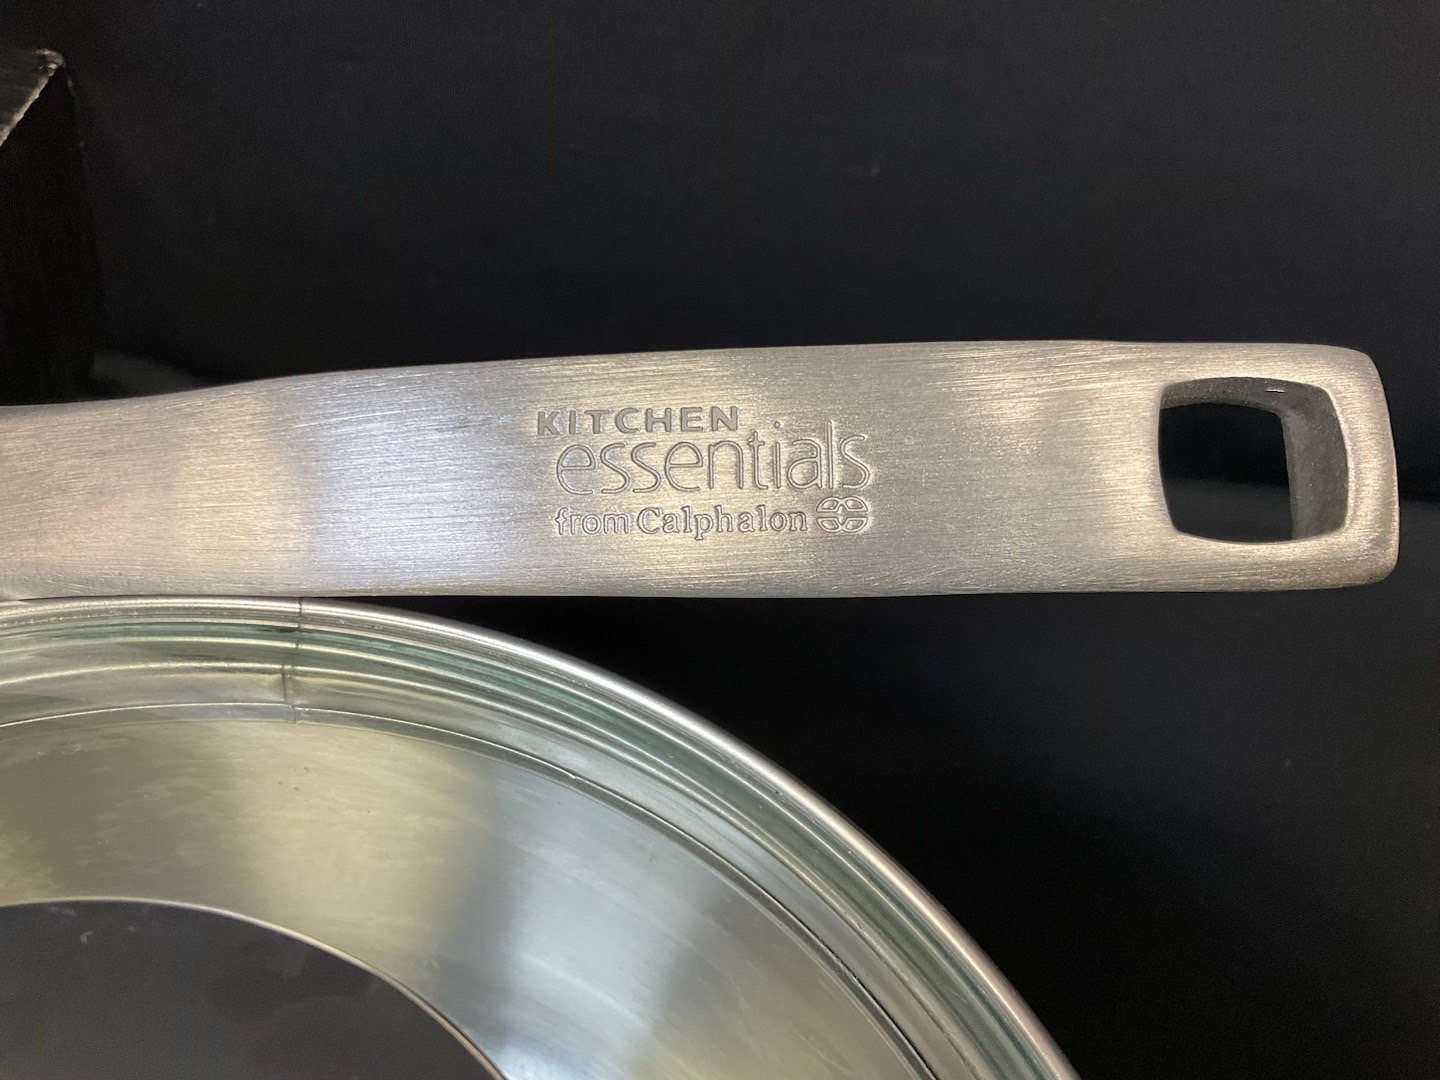 KITCHEN
essentials
from Calphalon